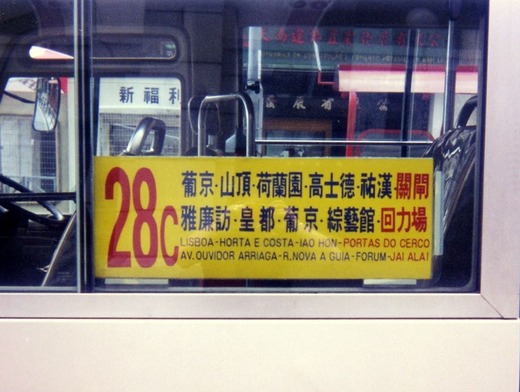 新福利
28C
葡京·山頂·荷蘭園·高士德·祐漢·關閘
雅廉訪·皇都·葡京·綜藝館·回力場
LISBOA-HORTA E COSTA-IAO HON-PORTAS DO CERCO
AV. OUVIDOR ARRIAGA-R.NOVA A GUIA-FORUM-JAI ALAI